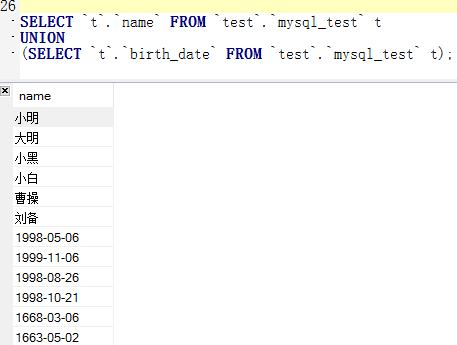 26
SELECT `t`.`name` FROM `test`.`mysql_test` t
UNION
(SELECT `t`.`birth_date` FROM `test`.`mysql_test` t);
name
小明
大明
小黑
小白
曹操
刘备
1998-05-06
1999-11-06
1998-08-26
1998-10-21
1668-03-06
1663-05-02